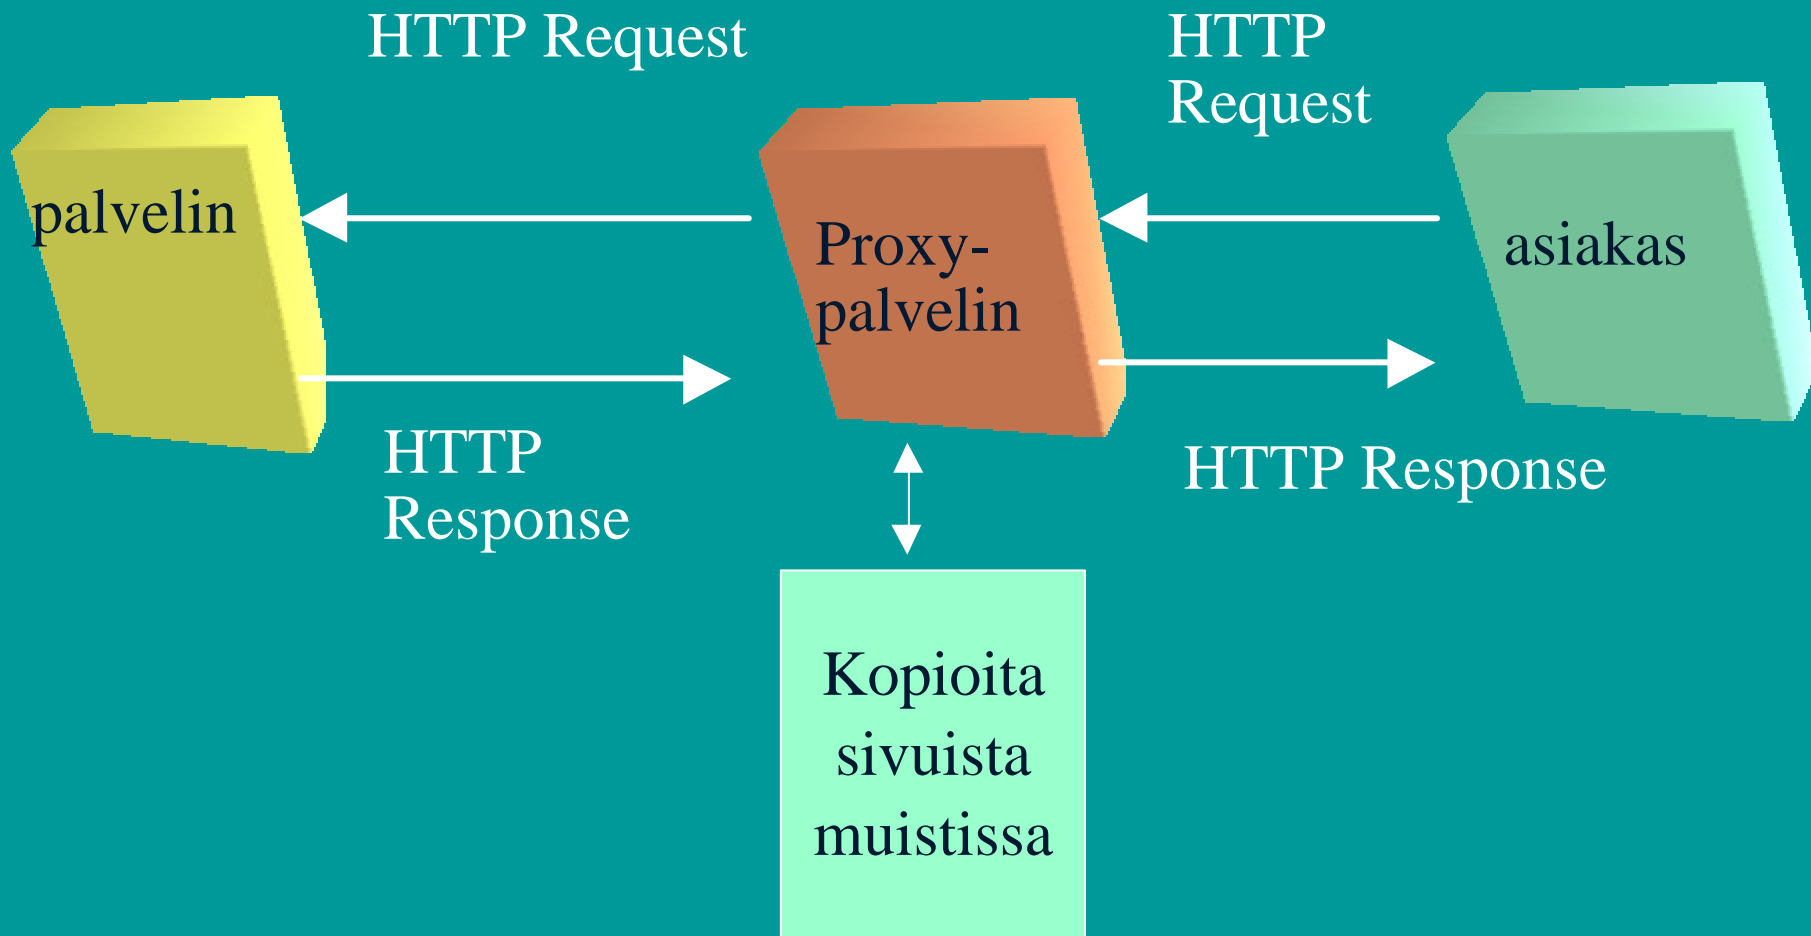 HTTP Request
HTTP
Request
palvelin
Proxy-
palvelin
asiakas
HTTP
Response
HTTP Response
Kopioita
sivuista
muistissa